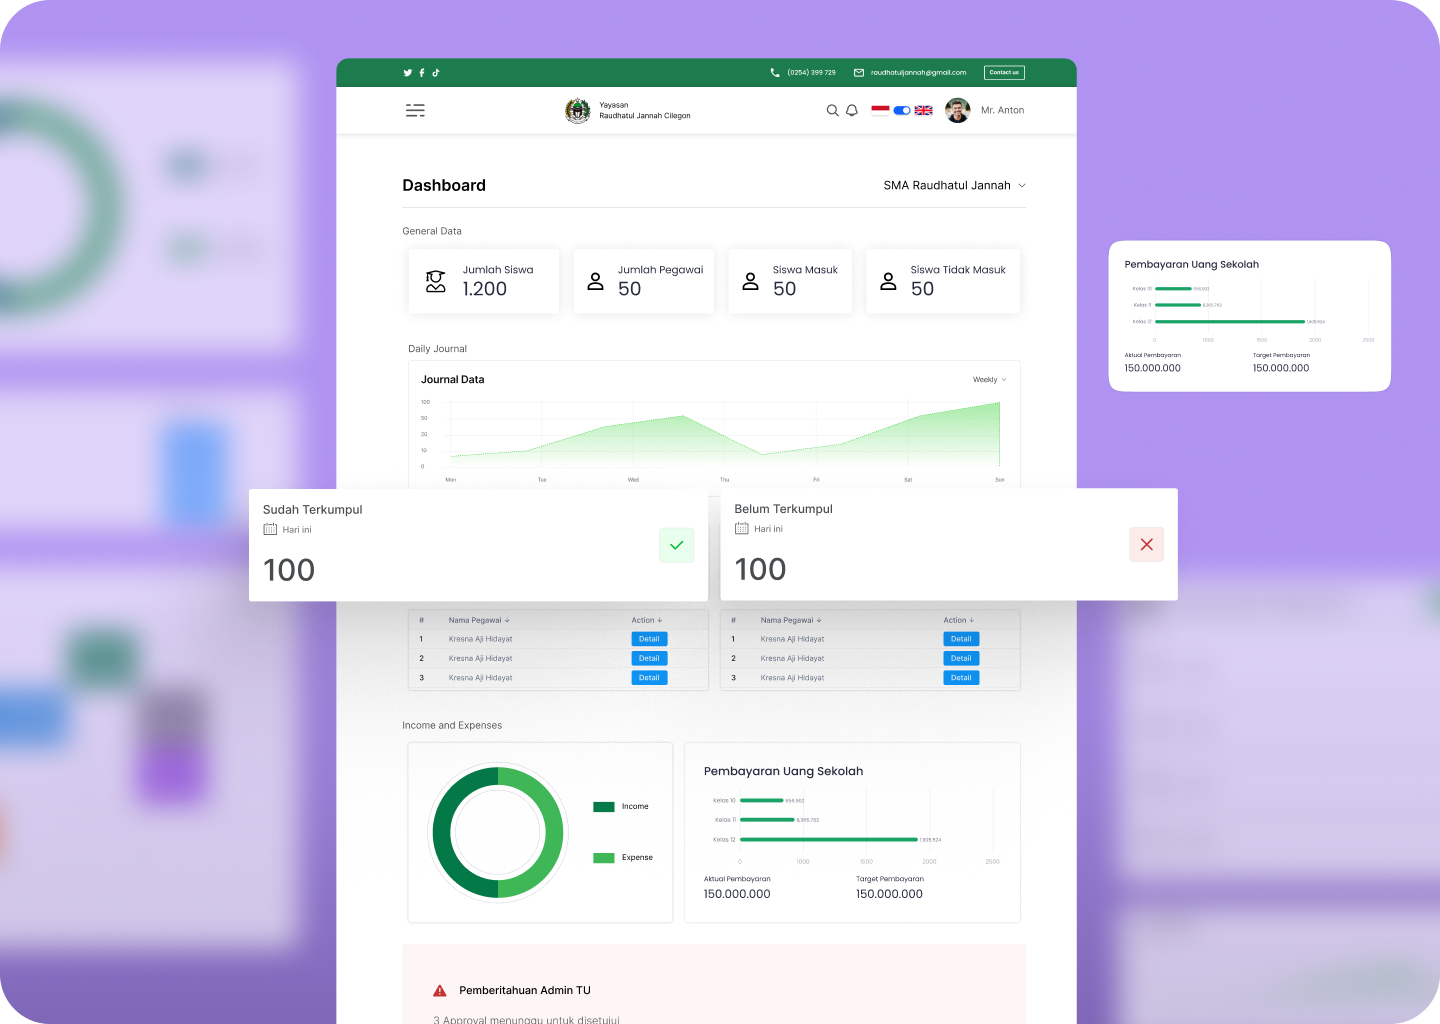 (0254) 399 729
raudhatuljannah@gmail.com
Contact us
Yayasan
Raudhatul Jannah Cilegon
Mr. Anton
Dashboard
SMA Raudhatul Jannah
General Data
Jumlah Siswa
1.200
Jumlah Pegawai
50
Siswa Masuk
50
Siswa Tidak Masuk
50
Daily Journal
Journal Data
Weekly
100
50
20
10
0
Mon
Tue
Wed
Thu
Fri
Sat
Sun
Sudah Terkumpul
Hari ini
100
Belum Terkumpul
Hari ini
100
# Nama Pegawai Action
1 Kresna Aji Hidayat Detail
2 Kresna Aji Hidayat Detail
3 Kresna Aji Hidayat Detail
# Nama Pegawai Action
1 Kresna Aji Hidayat Detail
2 Kresna Aji Hidayat Detail
3 Kresna Aji Hidayat Detail
Income and Expenses
Income
Expense
Pembayaran Uang Sekolah
Kelas 10
Kelas 11
Kelas 12
0 1000 1500 2000 2500
Aktual Pembayaran
150.000.000
Target Pembayaran
150.000.000
Pemberitahuan Admin TU
3 Approval menunggu untuk disetujui
Pembayaran Uang Sekolah
Kelas 10
Kelas 11
Kelas 12
0 1000 1500 2000 2500
Aktual Pembayaran
150.000.000
Target Pembayaran
150.000.000